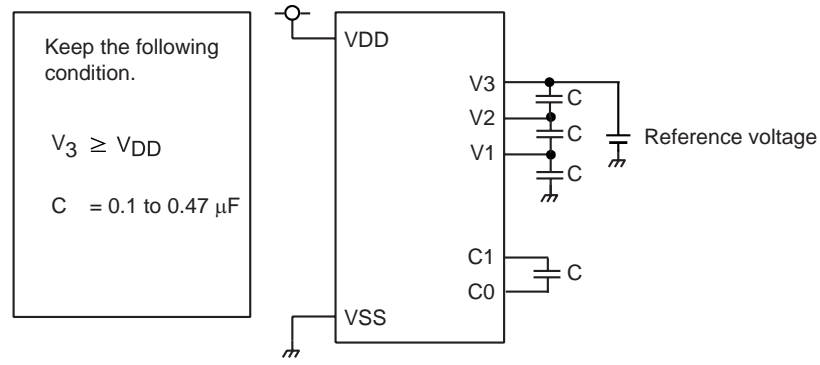 Keep the following
condition.
V3 ≥ VDD
C = 0.1 to 0.47 μF
VDD
V3
V2
V1
C
C
C
Reference voltage
C1
C0
C
VSS